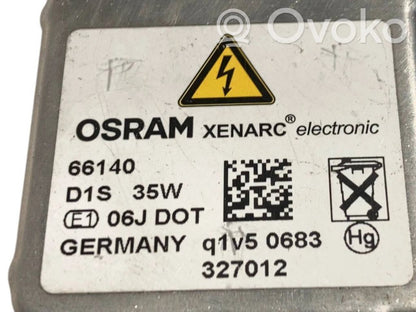 Ovoko
OSRAM XENARC® electronic
66140
D1S 35W
E1 06J DOT
GERMANY q1v5 0683 Hg
327012